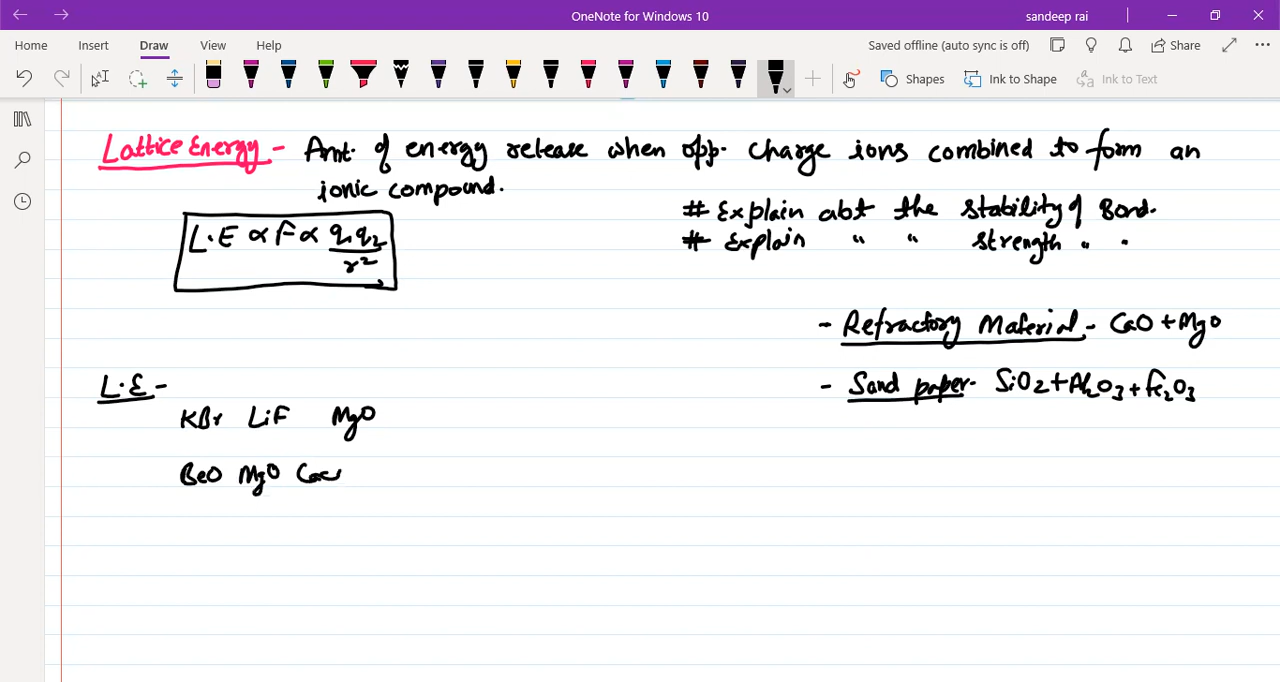 OneNote for Windows 10
sandeep rai
Home Insert Draw View Help
Saved offline (auto sync is off)
Share
Shapes
Ink to Shape
Ink to Text
Lattice Energy - Amt. of energy release when opp. charge ions combined to form an
ionic compound.
# Explain abt the stability of Bond.
# Explain " " strength " "
L.E ∝ F ∝ q1q2/r²
- Refractory Material - CaO + MgO
L.E -
- Sand paper - SiO2 + Al2O3 + Fe2O3
KBr LiF MgO
BeO MgO